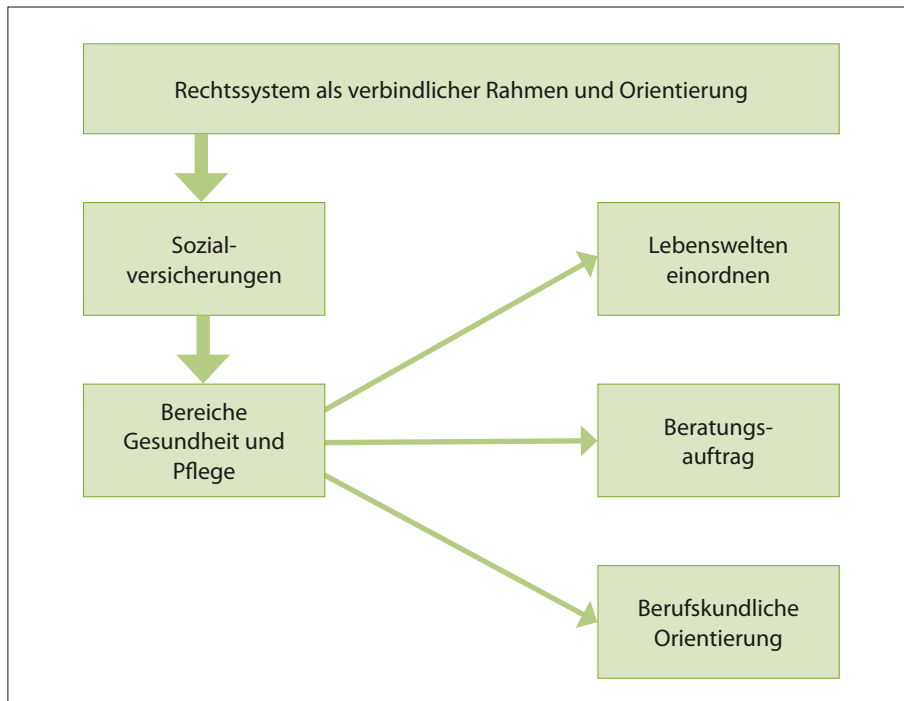 Rechtssystem als verbindlicher Rahmen und Orientierung
Sozial-
versicherungen
Lebenswelten
einordnen
Bereiche
Gesundheit und
Pflege
Beratungs-
auftrag
Berufskundliche
Orientierung